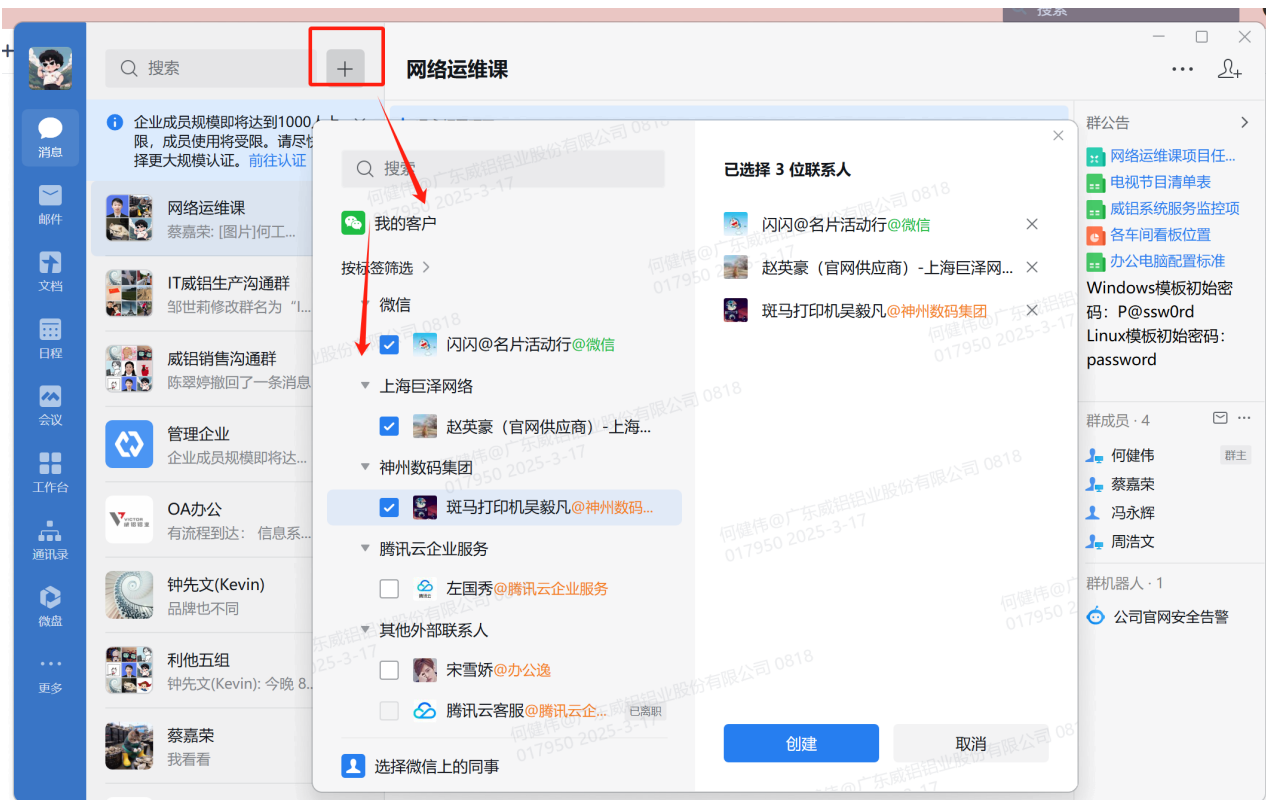 搜索
搜索
网络运维课
企业成员规模即将达到1000人上
限，成员使用将受限。请尽快
择更大规模认证。前往认证
消息
邮件
文档
日程
会议
工作台
通讯录
微盘
更多
网络运维课
蔡嘉荣: [图片]何工...
IT威铝生产沟通群
邹世莉修改群名为“I...
威铝销售沟通群
陈翠婷撤回了一条消息
管理企业
企业成员规模即将达...
VICTOR
OA办公
有流程到达： 信息系...
钟先文(Kevin)
品牌也不同
利他五组
钟先文(Kevin): 今晚 8...
蔡嘉荣
我看看
搜索
我的客户
按标签筛选
微信
闪闪@名片活动行@微信
上海巨泽网络
赵英豪（官网供应商）-上海...
神州数码集团
斑马打印机吴毅凡@神州数码...
腾讯云企业服务
左国秀@腾讯云企业服务
其他外部联系人
宋雪娇@办公逸
腾讯云客服@腾讯云企... 已离职
选择微信上的同事
已选择 3 位联系人
闪闪@名片活动行@微信
赵英豪（官网供应商）-上海巨泽网...
斑马打印机吴毅凡@神州数码集团
创建
取消
群公告
网络运维课项目任...
电视节目清单表
威铝系统服务监控项
各车间看板位置
办公电脑配置标准
Windows模板初始密
码：P@ssw0rd
Linux模板初始密码：
password
群成员 · 4
何健伟 群主
蔡嘉荣
冯永辉
周浩文
群机器人 · 1
公司官网安全告警
何健伟@广东威铝铝业股份有限公司 0818
017950 2025-3-17